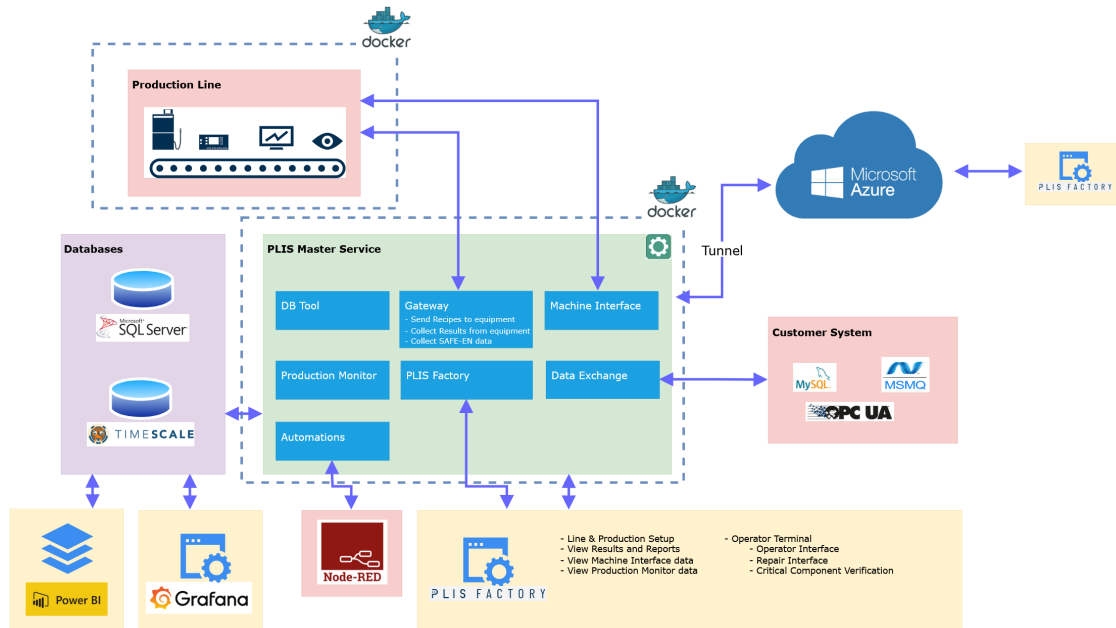 docker
Production Line
docker
Microsoft
Azure
PLIS FACTORY
Tunnel
Databases
Microsoft
SQL Server
TIMESCALE
PLIS Master Service
DB Tool
Gateway
- Send Recipes to equipment
- Collect Results from equipment
- Collect SAFE-EN data
Machine Interface
Production Monitor
PLIS Factory
Data Exchange
Automations
Customer System
MySQL
MSMQ
OPC UA
Power BI
Grafana
Node-RED
PLIS FACTORY
- Line & Production Setup
- View Results and Reports
- View Machine Interface data
- View Production Monitor data
- Operator Terminal
- Operator Interface
- Repair Interface
- Critical Component Verification